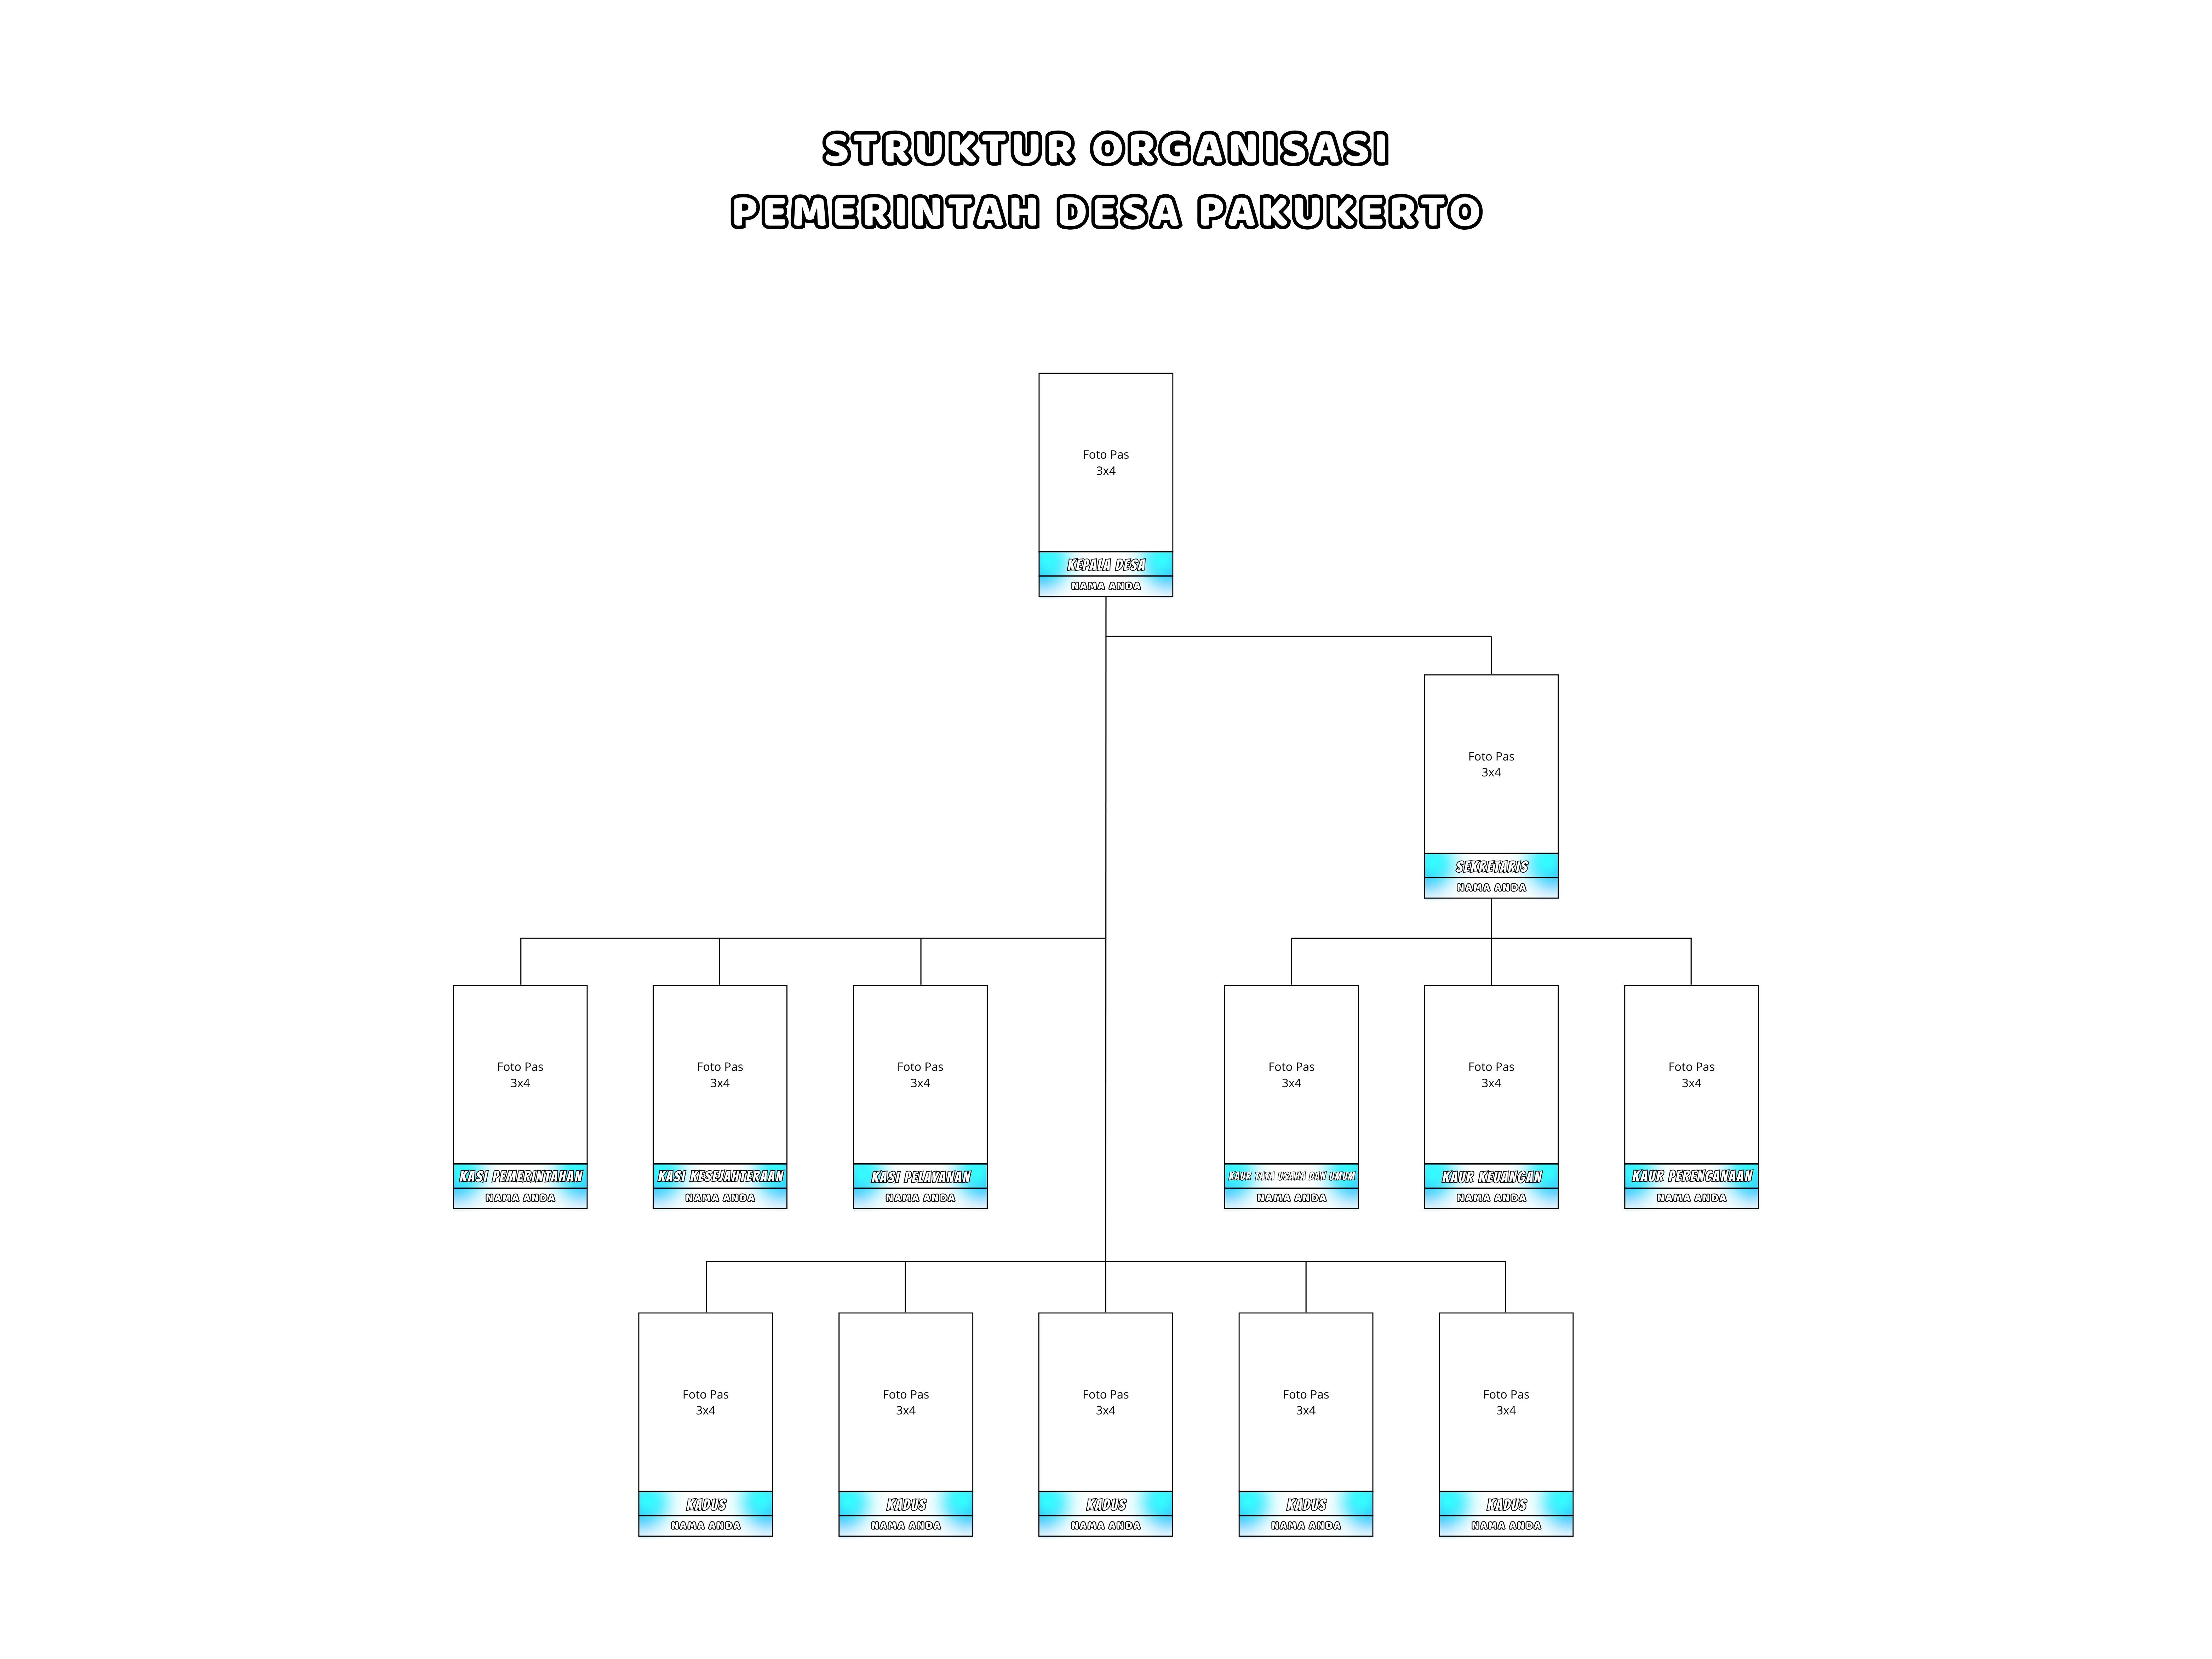 STRUKTUR ORGANISASI
PEMERINTAH DESA PAKUKERTO
Foto Pas
3x4
KEPALA DESA
NAMA ANDA
Foto Pas
3x4
SEKRETARIS
NAMA ANDA
Foto Pas
3x4
KASI PEMERINTAHAN
NAMA ANDA
Foto Pas
3x4
KASI KESEJAHTERAAN
NAMA ANDA
Foto Pas
3x4
KASI PELAYANAN
NAMA ANDA
Foto Pas
3x4
KAUR TATA USAHA DAN UMUM
NAMA ANDA
Foto Pas
3x4
KAUR KEUANGAN
NAMA ANDA
Foto Pas
3x4
KAUR PERENCANAAN
NAMA ANDA
Foto Pas
3x4
KADUS
NAMA ANDA
Foto Pas
3x4
KADUS
NAMA ANDA
Foto Pas
3x4
KADUS
NAMA ANDA
Foto Pas
3x4
KADUS
NAMA ANDA
Foto Pas
3x4
KADUS
NAMA ANDA